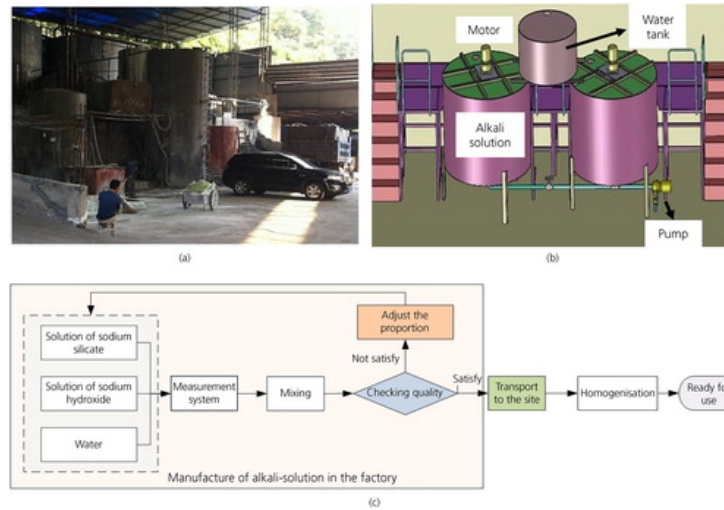 Motor
Water
tank
Alkali
solution
Pump
(a)
(b)
Adjust the
proportion
Solution of sodium
silicate
Not satisfy
Solution of sodium
hydroxide
Measurement
system
Mixing
Checking quality
Satisfy
Transport
to the site
Homogenisation
Ready for
use
Water
Manufacture of alkali-solution in the factory
(c)